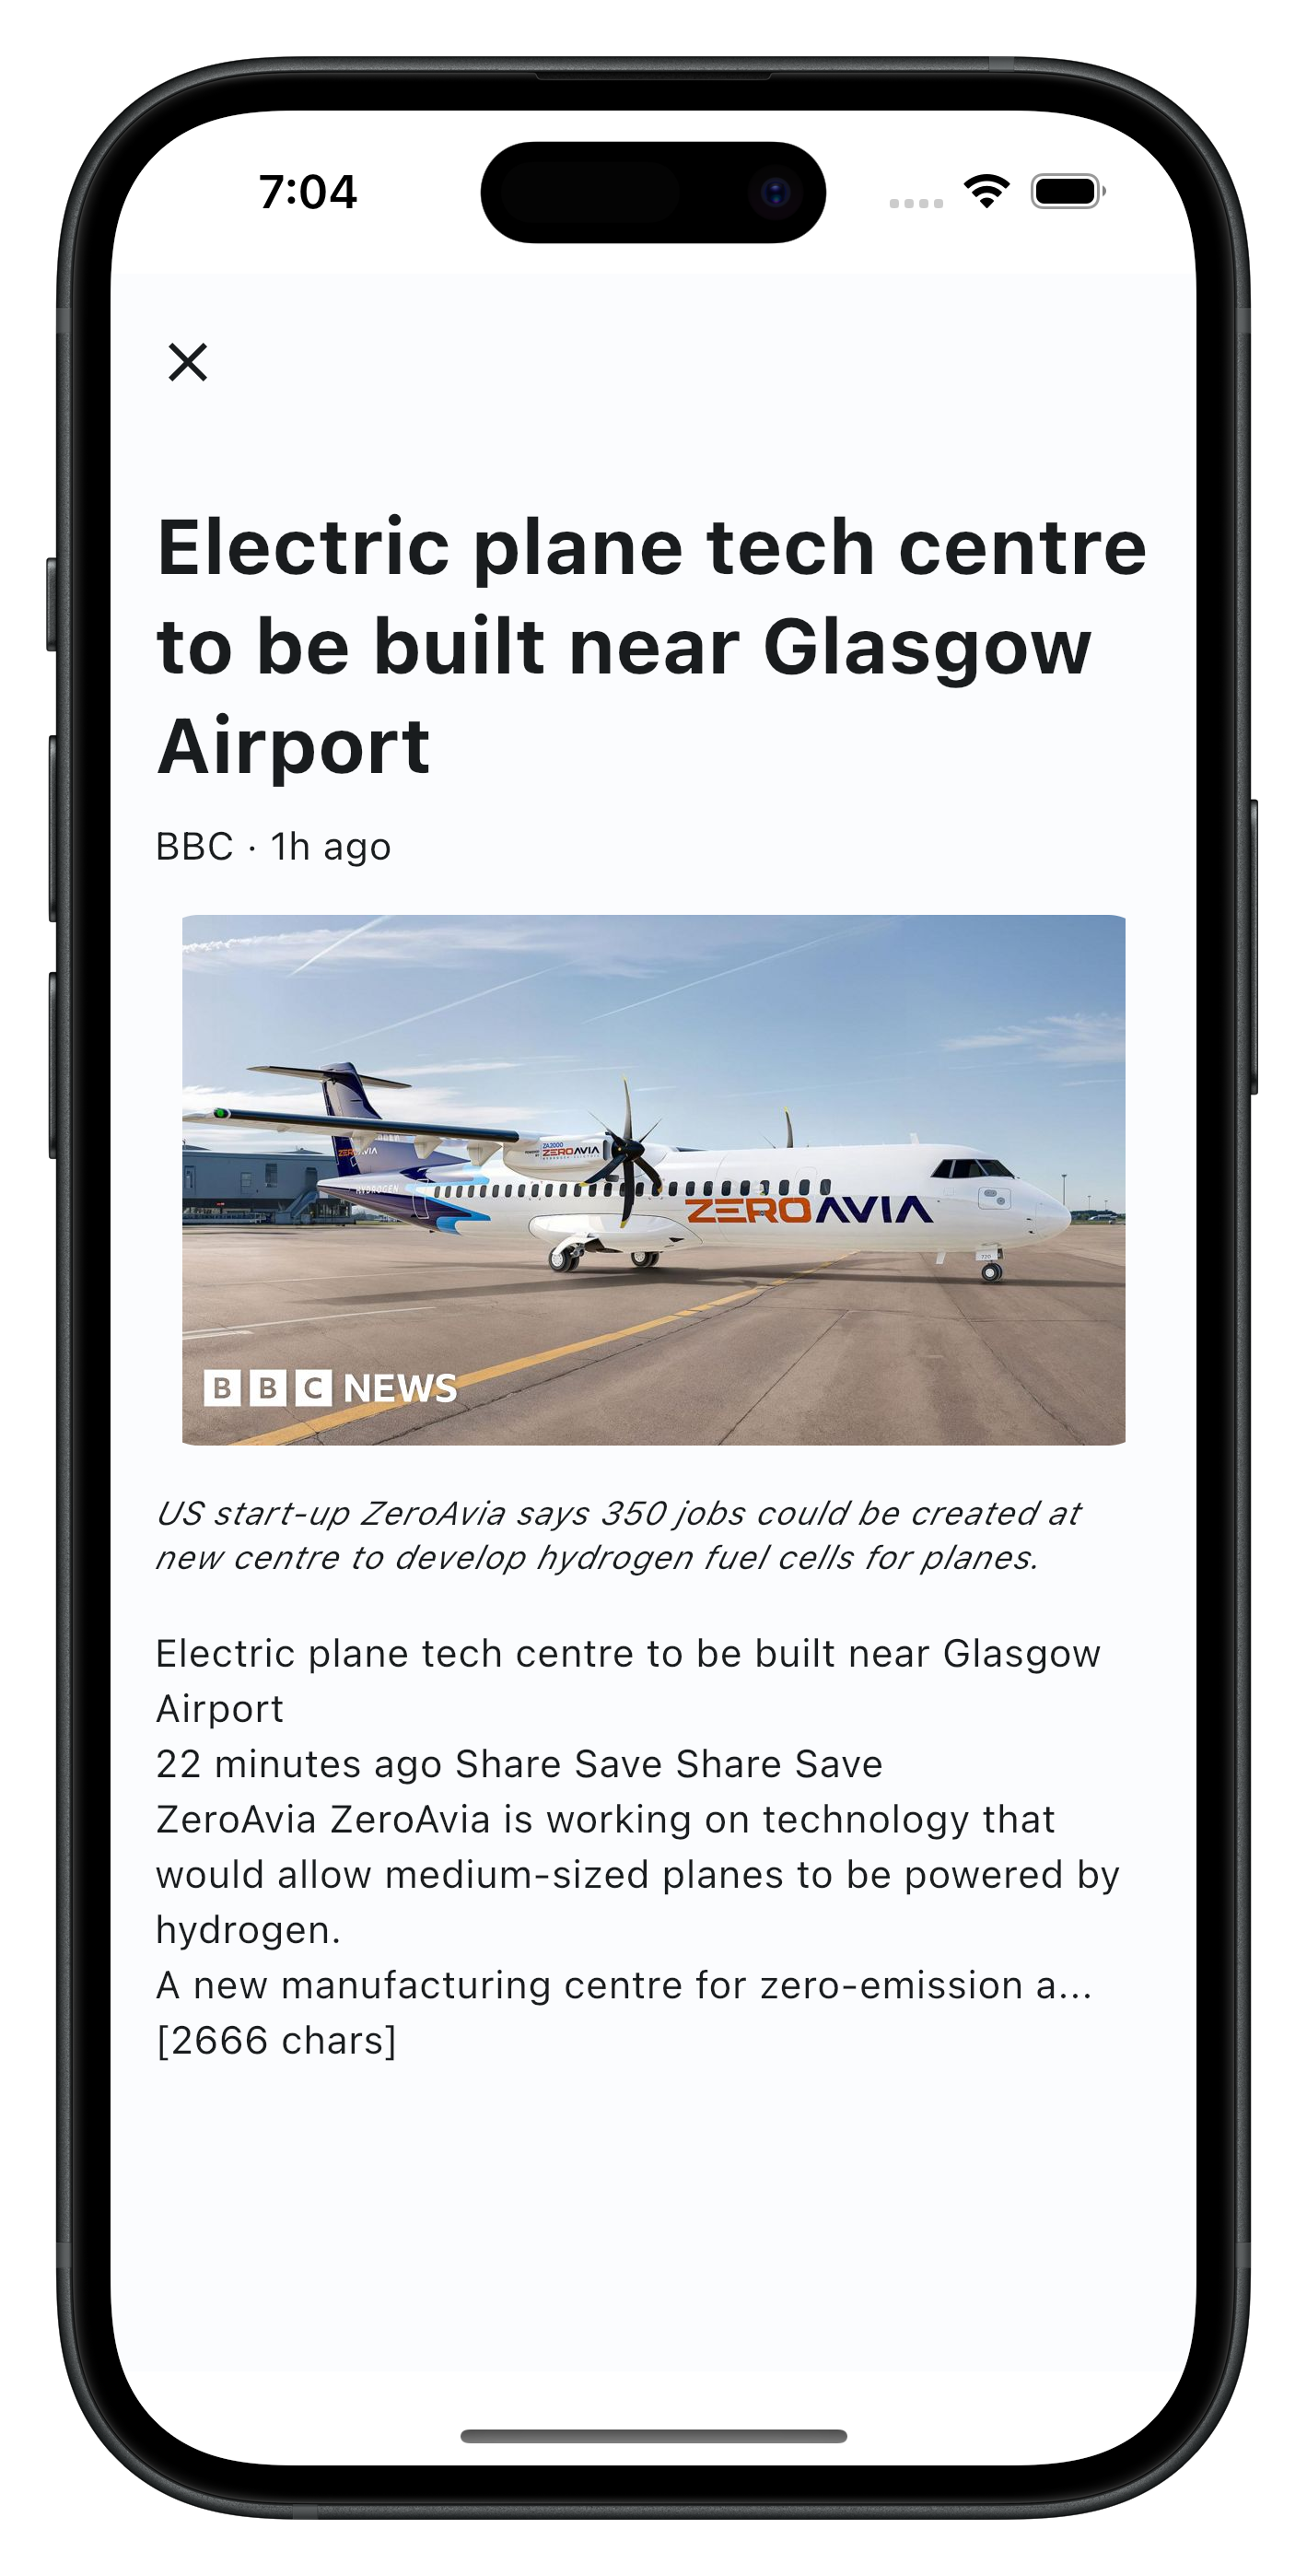 7:04
Electric plane tech centre
to be built near Glasgow
Airport
BBC · 1h ago
ZA2000
ZEROAVIA
ZEROAVIA
HYDROGEN
ZEROAVIA
BBC NEWS
US start-up ZeroAvia says 350 jobs could be created at
new centre to develop hydrogen fuel cells for planes.
Electric plane tech centre to be built near Glasgow
Airport
22 minutes ago Share Save Share Save
ZeroAvia ZeroAvia is working on technology that
would allow medium-sized planes to be powered by
hydrogen.
A new manufacturing centre for zero-emission a...
[2666 chars]